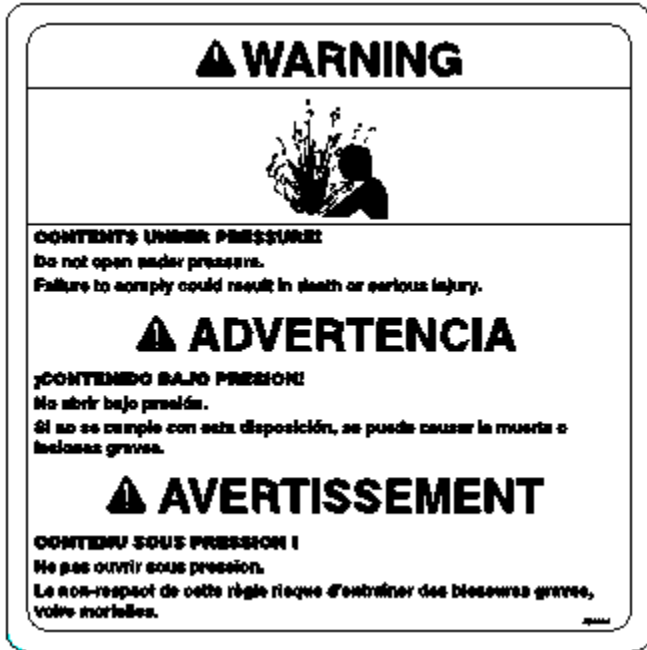 WARNING
CONTENTS UNDER PRESSURE!
Do not open under pressure.
Failure to comply could result in death or serious injury.
ADVERTENCIA
¡CONTENIDO BAJO PRESION!
No abrir bajo presión.
Si no se cumple con esta disposición, se puede causar la muerte o
lesiones graves.
AVERTISSEMENT
CONTENU SOUS PRESSION !
Ne pas ouvrir sous pression.
Le non-respect de cette règle risque d'entraîner des blessures graves,
voire mortelles.